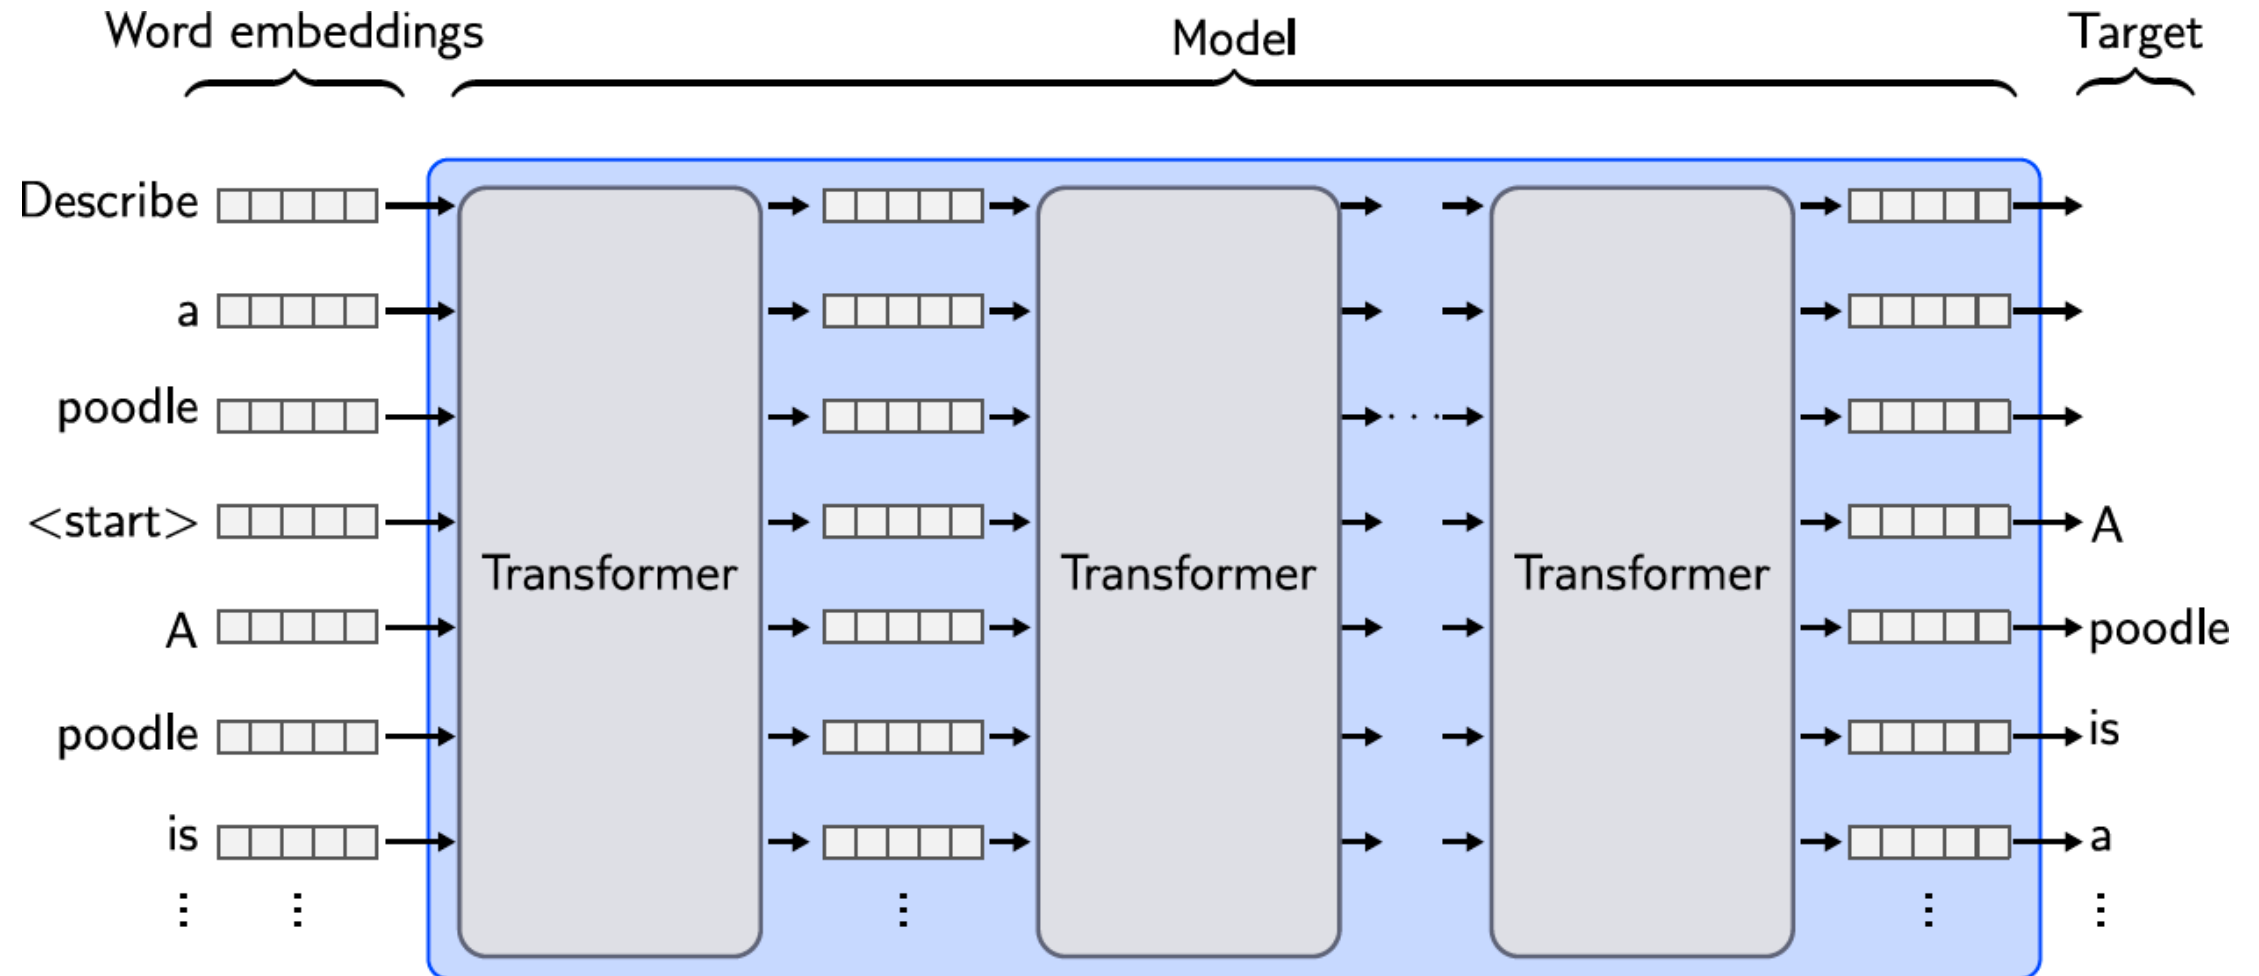 Word embeddings Model Target
Describe
a
poodle
<start> A
Transformer Transformer Transformer
A poodle
poodle is
is a